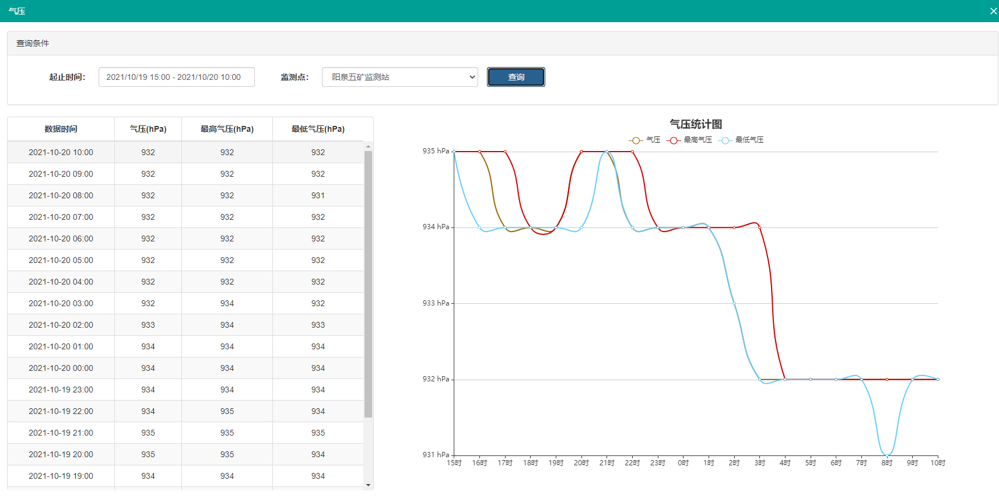 气压
查询条件
起止时间： 2021/10/19 15:00 - 2021/10/20 10:00 监测点： 阳泉五矿监测站 查询
数据时间 气压(hPa) 最高气压(hPa) 最低气压(hPa)
2021-10-20 10:00 932 932 932
2021-10-20 09:00 932 932 932
2021-10-20 08:00 932 932 931
2021-10-20 07:00 932 932 932
2021-10-20 06:00 932 932 932
2021-10-20 05:00 932 932 932
2021-10-20 04:00 932 932 932
2021-10-20 03:00 932 934 932
2021-10-20 02:00 933 934 933
2021-10-20 01:00 934 934 934
2021-10-20 00:00 934 934 934
2021-10-19 23:00 934 934 934
2021-10-19 22:00 934 935 934
2021-10-19 21:00 935 935 935
2021-10-19 20:00 935 935 934
2021-10-19 19:00 934 934 934
气压统计图
气压 最高气压 最低气压
935 hPa
934 hPa
933 hPa
932 hPa
931 hPa
15时 16时 17时 18时 19时 20时 21时 22时 23时 0时 1时 2时 3时 4时 5时 6时 7时 8时 9时 10时